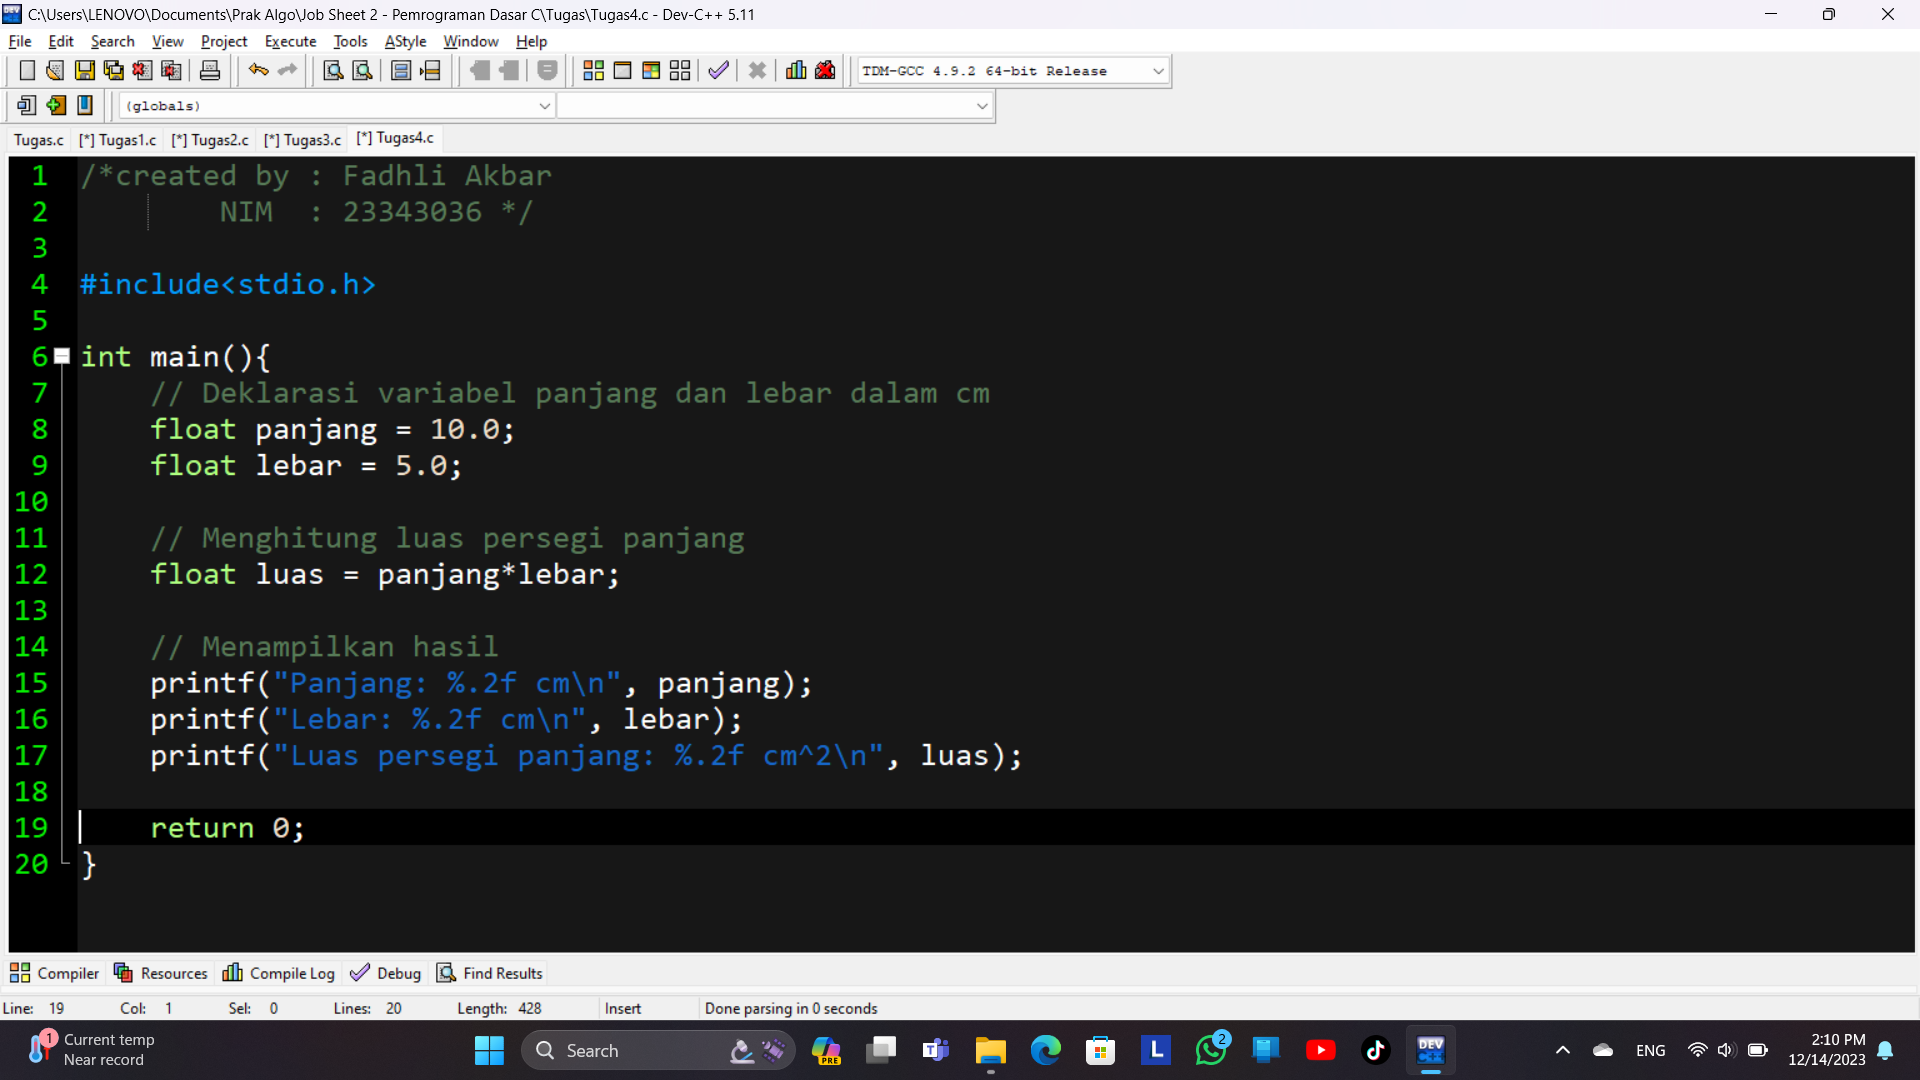 C:\Users\LENOVO\Documents\Prak Algo\Job Sheet 2 - Pemrograman Dasar C\Tugas\Tugas4.c - Dev-C++ 5.11
File Edit Search View Project Execute Tools AStyle Window Help
TDM-GCC 4.9.2 64-bit Release
(globals)
Tugas.c [*] Tugas1.c [*] Tugas2.c [*] Tugas3.c [*] Tugas4.c
1 /*created by : Fadhli Akbar
2 NIM : 23343036 */
3
4 #include<stdio.h>
5
6 int main(){
7 // Deklarasi variabel panjang dan lebar dalam cm
8 float panjang = 10.0;
9 float lebar = 5.0;
10
11 // Menghitung luas persegi panjang
12 float luas = panjang*lebar;
13
14 // Menampilkan hasil
15 printf("Panjang: %.2f cm\n", panjang);
16 printf("Lebar: %.2f cm\n", lebar);
17 printf("Luas persegi panjang: %.2f cm^2\n", luas);
18
19 return 0;
20 }
Compiler Resources Compile Log Debug Find Results
Line: 19 Col: 1 Sel: 0 Lines: 20 Length: 428 Insert Done parsing in 0 seconds
1 Current temp
Near record
Search
PRE
L
2
DEV
C++
ENG
2:10 PM
12/14/2023